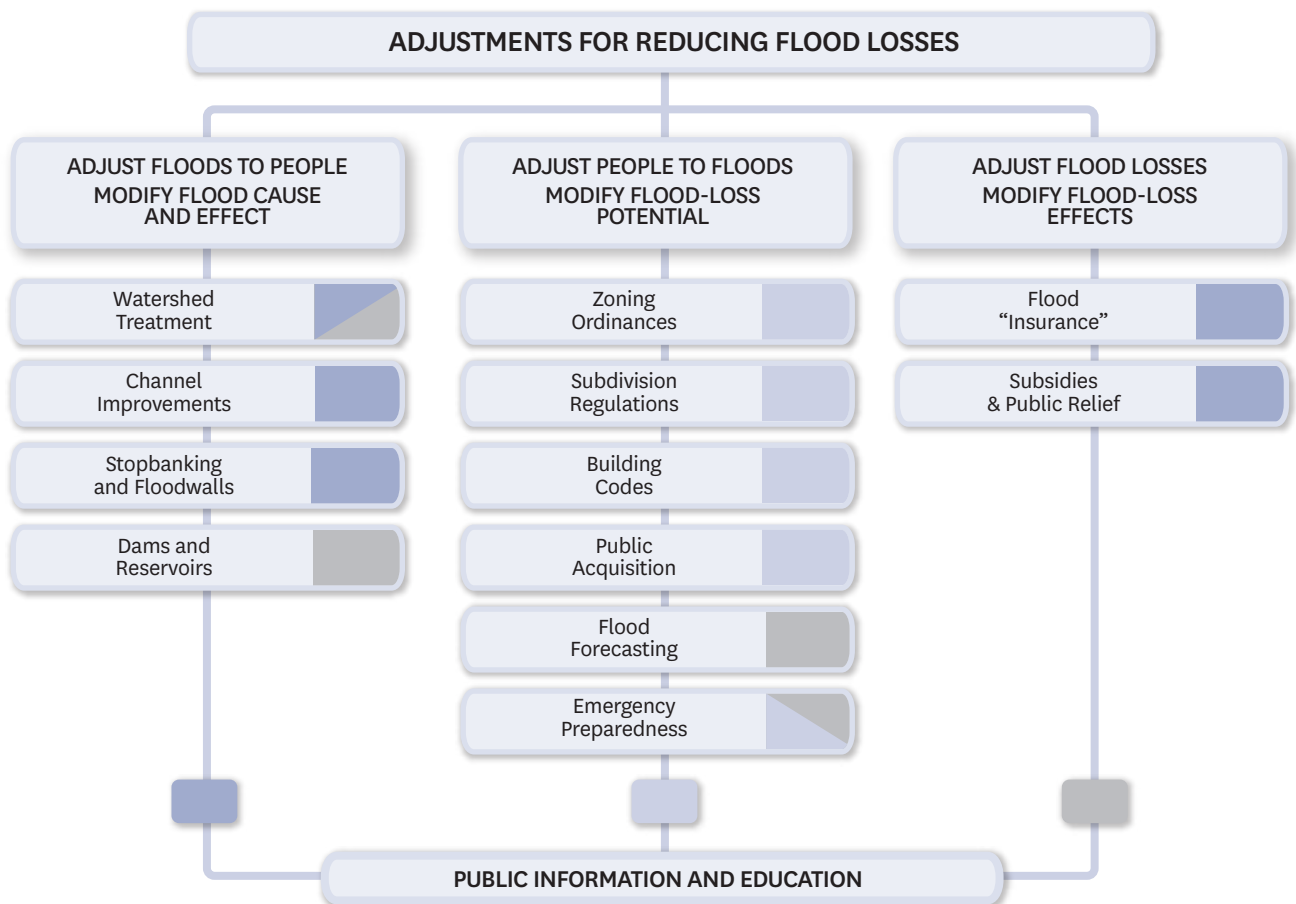 ADJUSTMENTS FOR REDUCING FLOOD LOSSES
ADJUST FLOODS TO PEOPLE
MODIFY FLOOD CAUSE
AND EFFECT
Watershed
Treatment
Channel
Improvements
Stopbanking
and Floodwalls
Dams and
Reservoirs
ADJUST PEOPLE TO FLOODS
MODIFY FLOOD-LOSS
POTENTIAL
Zoning
Ordinances
Subdivision
Regulations
Building
Codes
Public
Acquisition
Flood
Forecasting
Emergency
Preparedness
ADJUST FLOOD LOSSES
MODIFY FLOOD-LOSS
EFFECTS
Flood
“Insurance”
Subsidies
& Public Relief
PUBLIC INFORMATION AND EDUCATION